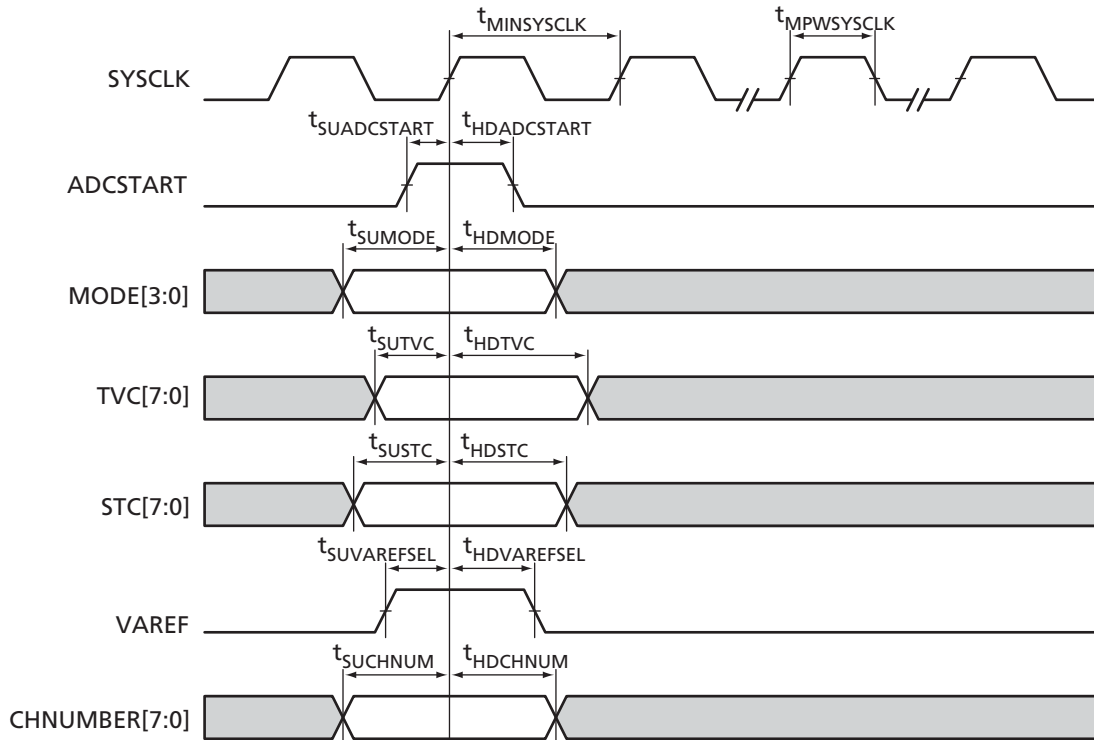 tMINSYSCLK
tMPWSYSCLK
SYSCLK
tSUADCSTART
tHDADCSTART
ADCSTART
tSUMODE
tHDMODE
MODE[3:0]
tSUTVC
tHDTVC
TVC[7:0]
tSUSTC
tHDSTC
STC[7:0]
tSUVAREFSEL
tHDVAREFSEL
VAREF
tSUCHNUM
tHDCHNUM
CHNUMBER[7:0]